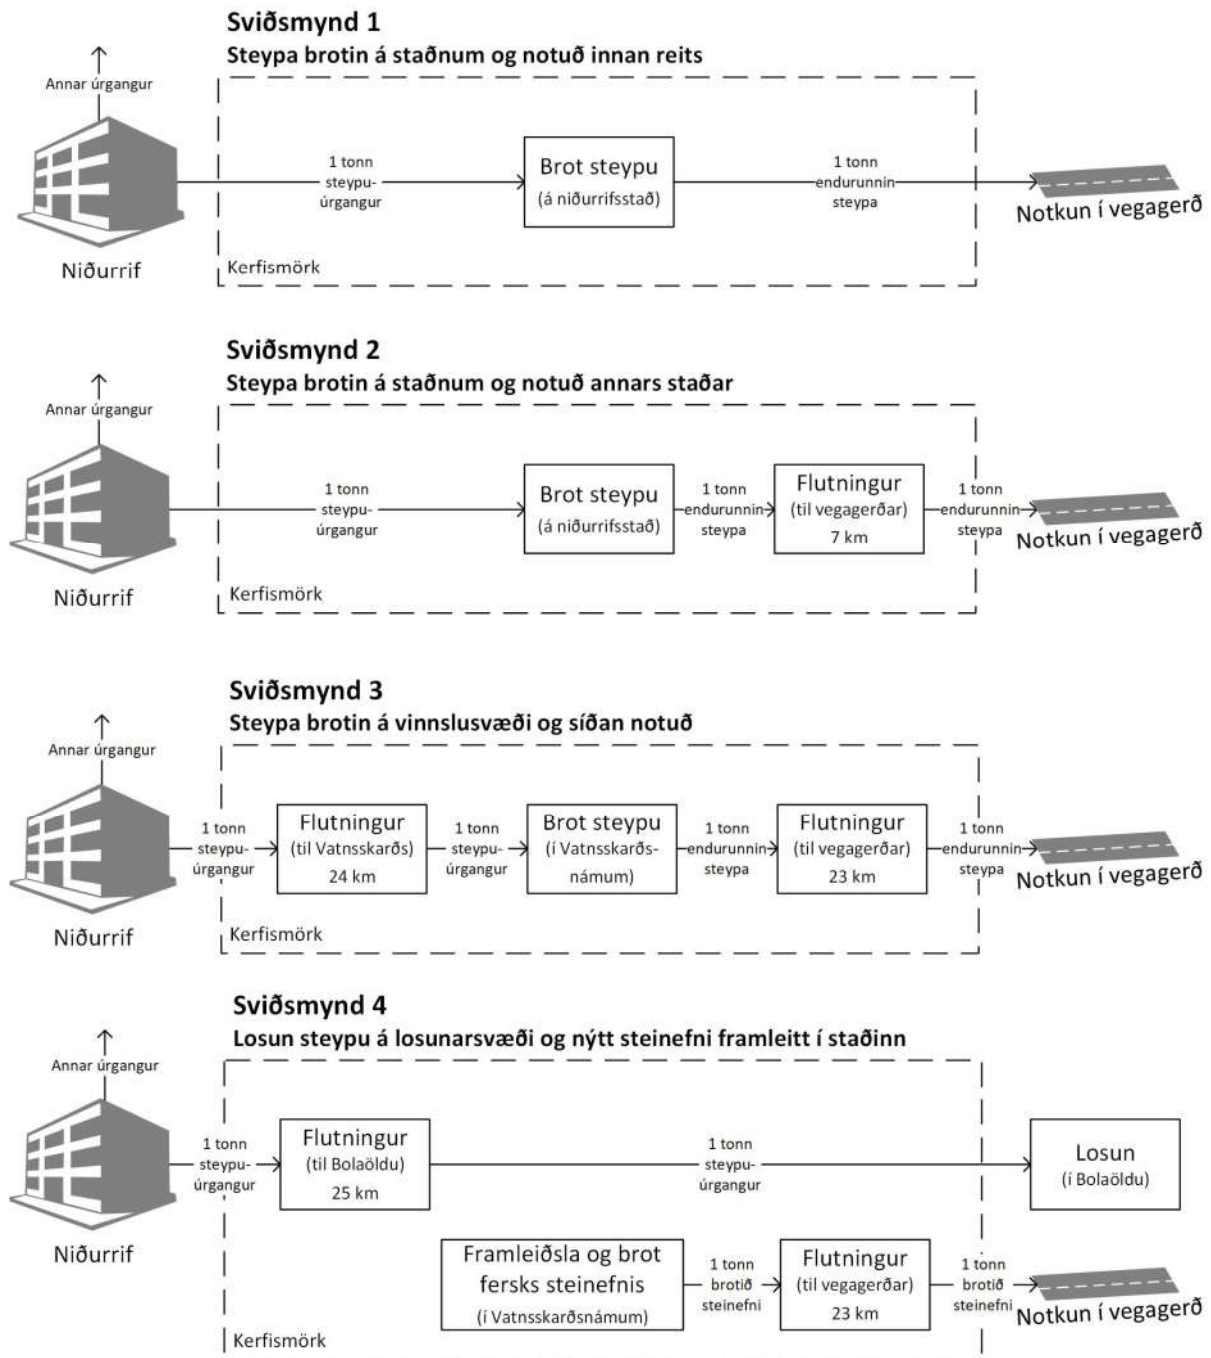 Sviðsmynd 1
Steypa brotin á staðnum og notuð innan reits
Annar úrgangur
1 tonn
steypu-
úrgangur
Brot steypu
(á niðurrifsstað)
1 tonn
endurunnin
steypa
Notkun í vegagerð
Niðurrif
Kerfismörk
Sviðsmynd 2
Steypa brotin á staðnum og notuð annars staðar
Annar úrgangur
1 tonn
steypu-
úrgangur
Brot steypu
(á niðurrifsstað)
1 tonn
endurunnin
steypa
Flutningur
(til vegagerðar)
7 km
1 tonn
endurunnin
steypa
Notkun í vegagerð
Niðurrif
Kerfismörk
Sviðsmynd 3
Steypa brotin á vinnslusvæði og síðan notuð
Annar úrgangur
1 tonn
steypu-
úrgangur
Flutningur
(til Vatnsskarðs)
24 km
1 tonn
steypu-
úrgangur
Brot steypu
(í Vatnsskarðs-
námum)
1 tonn
endurunnin
steypa
Flutningur
(til vegagerðar)
23 km
1 tonn
endurunnin
steypa
Notkun í vegagerð
Niðurrif
Kerfismörk
Sviðsmynd 4
Losun steypu á losunarsvæði og nýtt steinefni framleitt í staðinn
Annar úrgangur
1 tonn
steypu-
úrgangur
Flutningur
(til Bolaöldu)
25 km
1 tonn
steypu-
úrgangur
Losun
(í Bolaöldu)
Niðurrif
Framleiðsla og brot
fersks steinefnis
(í Vatnsskarðsnámum)
1 tonn
brotið
steinefni
Flutningur
(til vegagerðar)
23 km
1 tonn
brotið
steinefni
Notkun í vegagerð
Kerfismörk